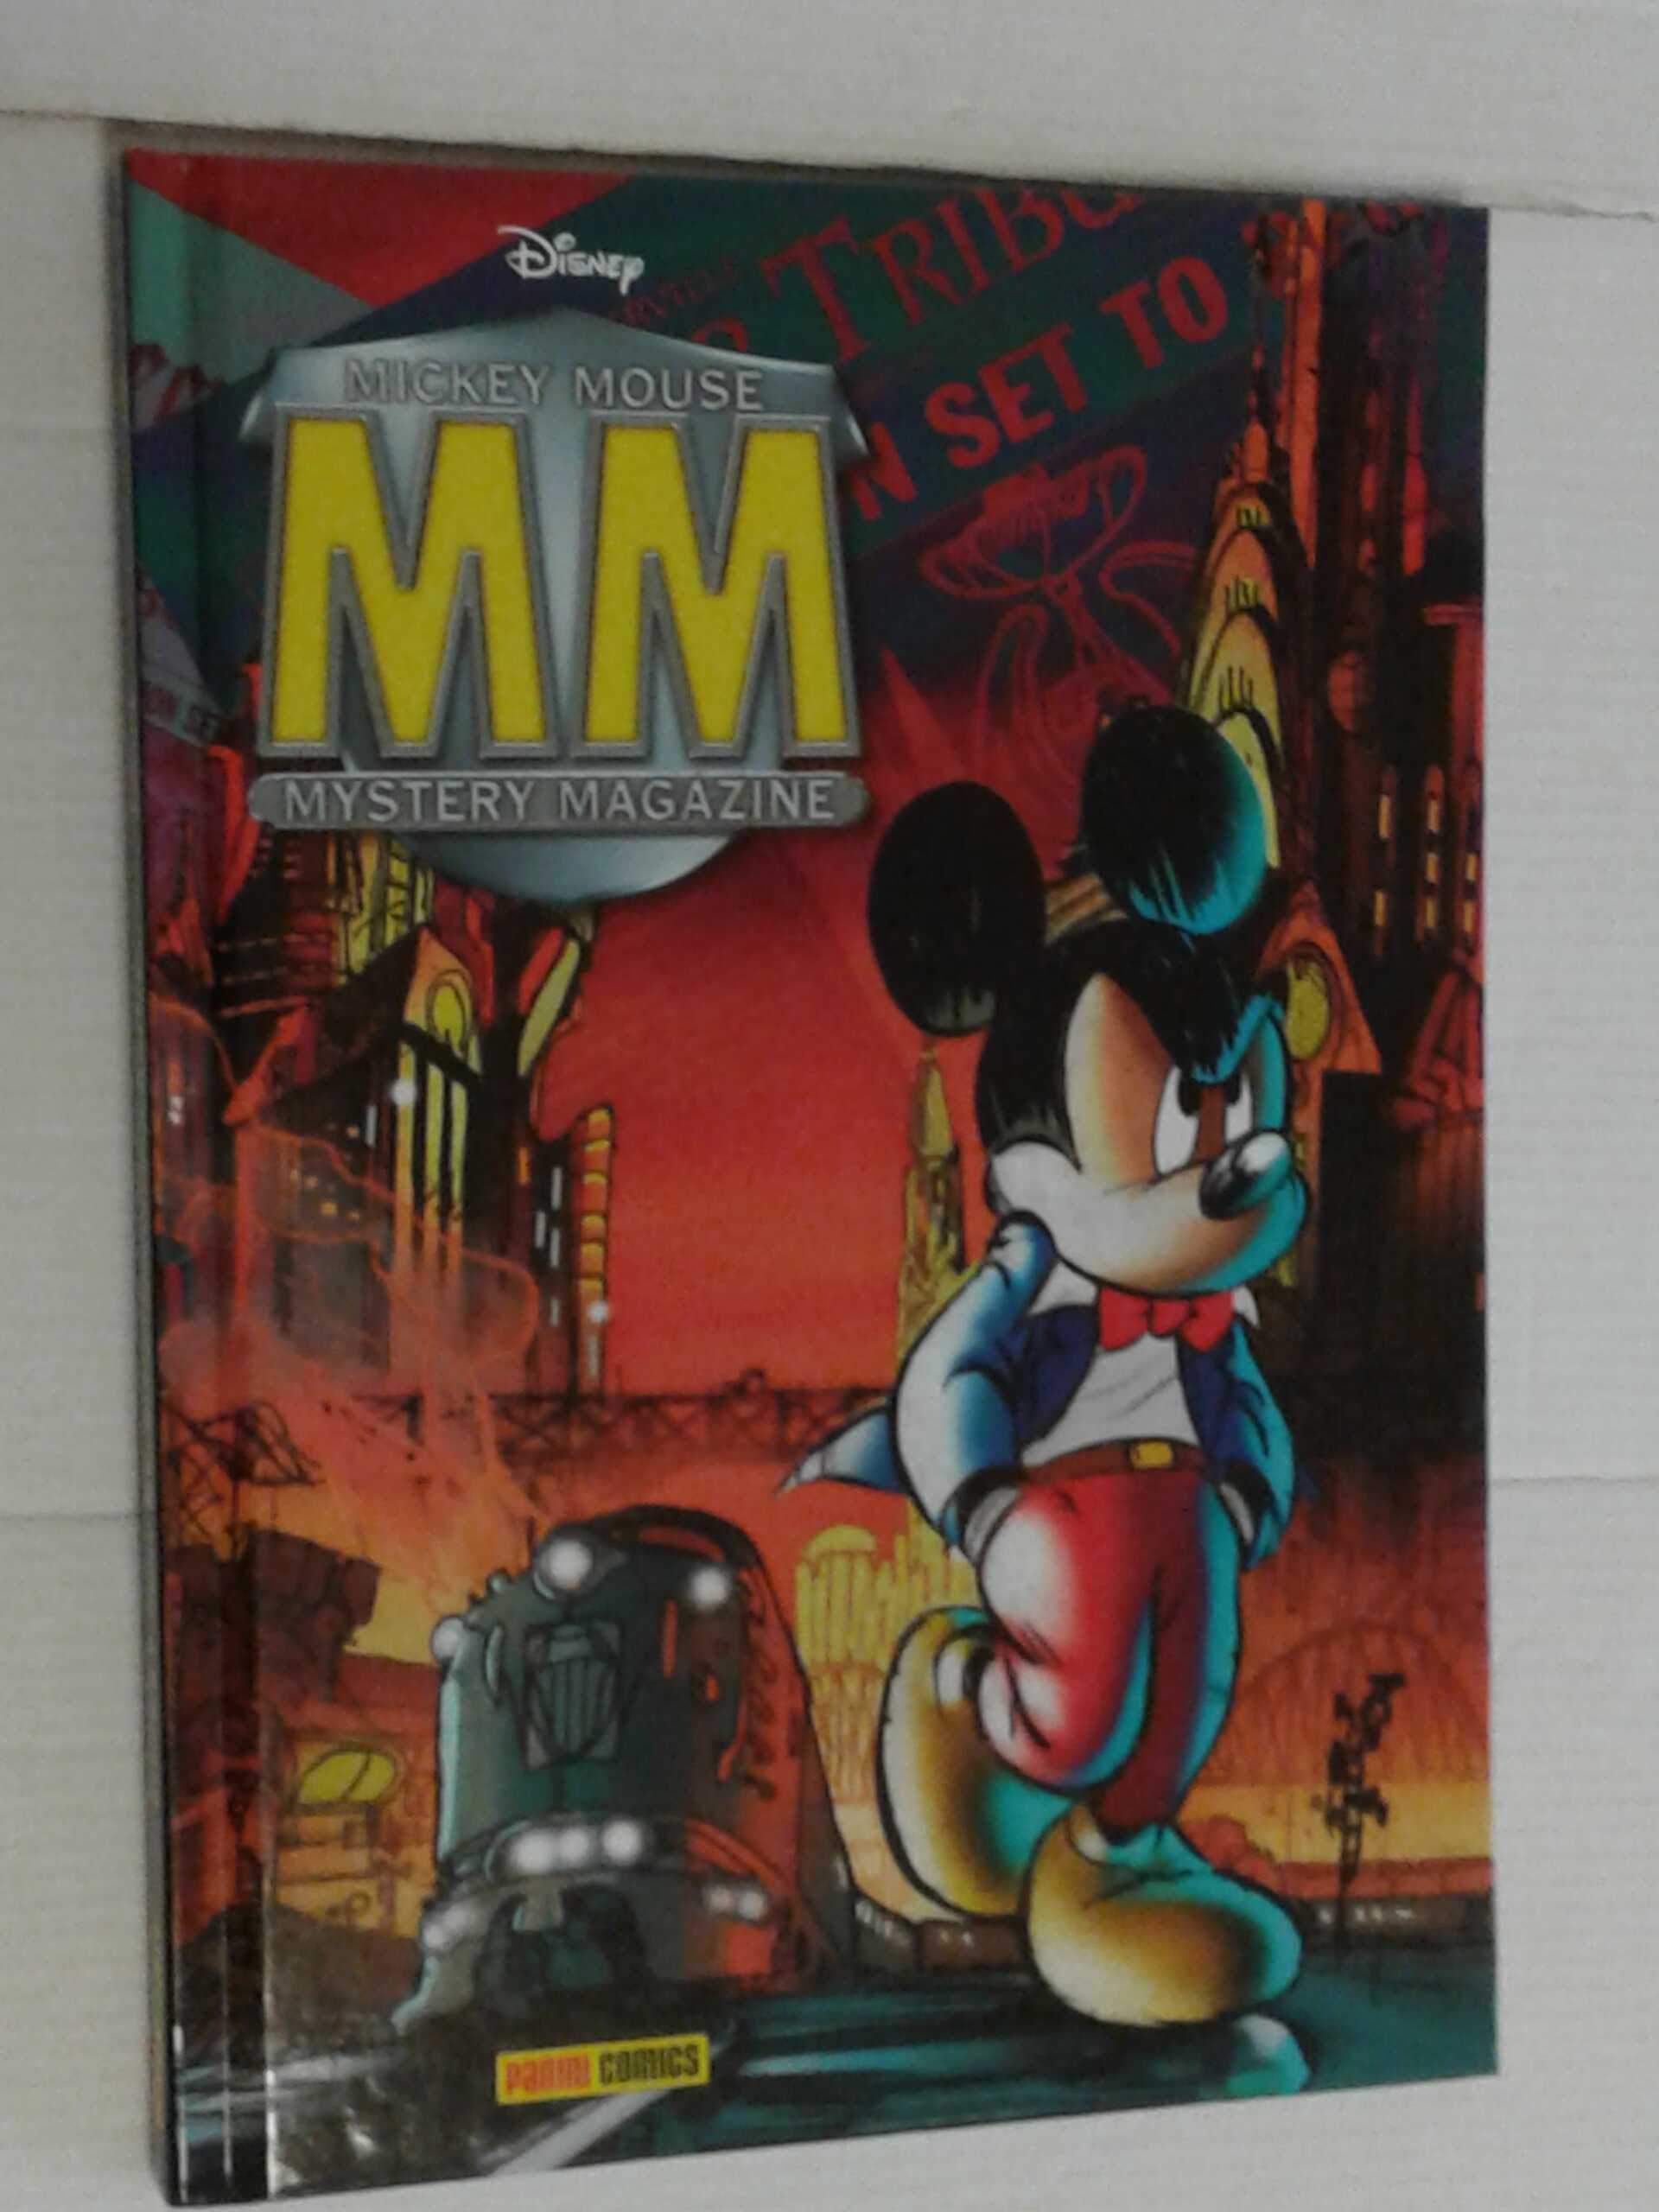 DISNEY
TRIBU
N SET TO
MICKEY MOUSE
MM
MYSTERY MAGAZINE
PANINI COMICS